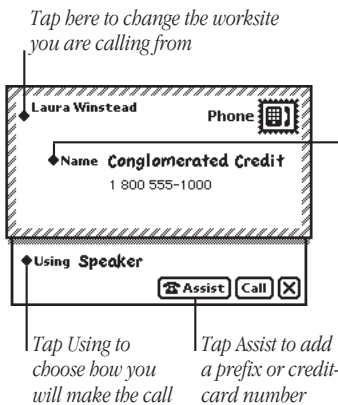 Tap here to change the worksite
you are calling from
Laura Winstead
Phone
Name Conglomerated Credit
1 800 555-1000
Using Speaker
Assist Call
Tap Using to
choose how you
will make the call
Tap Assist to add
a prefix or credit-
card number